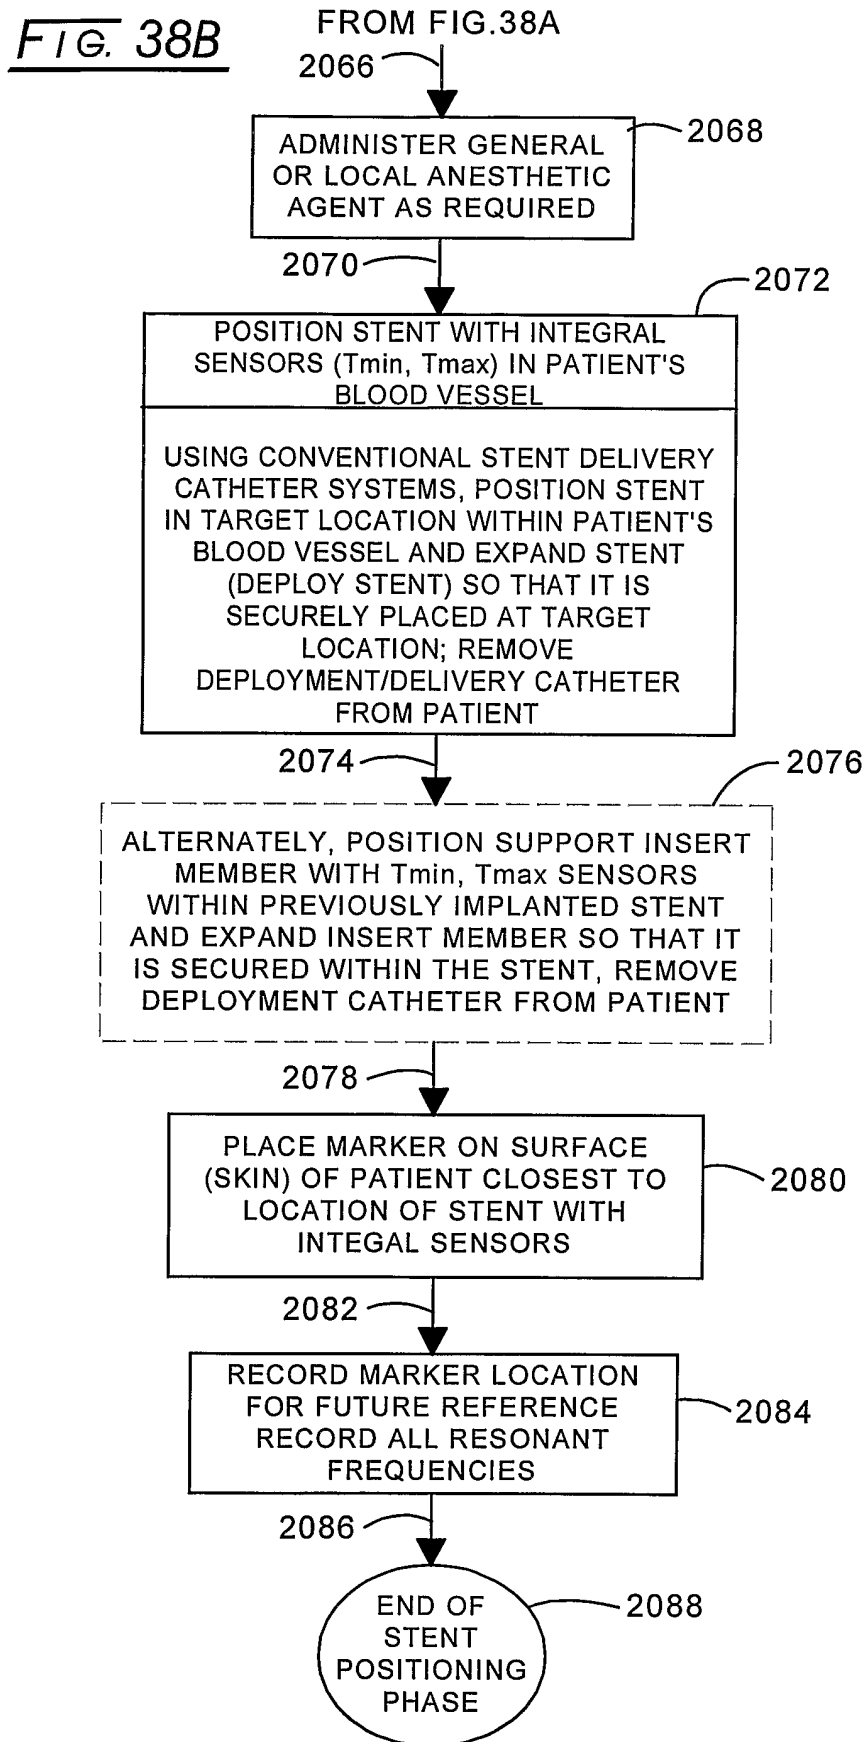 FIG. 38B
FROM FIG.38A
2066
2068
ADMINISTER GENERAL
OR LOCAL ANESTHETIC
AGENT AS REQUIRED
2070
2072
POSITION STENT WITH INTEGRAL
SENSORS (Tmin, Tmax) IN PATIENT'S
BLOOD VESSEL
USING CONVENTIONAL STENT DELIVERY
CATHETER SYSTEMS, POSITION STENT
IN TARGET LOCATION WITHIN PATIENT'S
BLOOD VESSEL AND EXPAND STENT
(DEPLOY STENT) SO THAT IT IS
SECURELY PLACED AT TARGET
LOCATION; REMOVE
DEPLOYMENT/DELIVERY CATHETER
FROM PATIENT
2074
2076
ALTERNATELY, POSITION SUPPORT INSERT
MEMBER WITH Tmin, Tmax SENSORS
WITHIN PREVIOUSLY IMPLANTED STENT
AND EXPAND INSERT MEMBER SO THAT IT
IS SECURED WITHIN THE STENT, REMOVE
DEPLOYMENT CATHETER FROM PATIENT
2078
PLACE MARKER ON SURFACE
(SKIN) OF PATIENT CLOSEST TO
LOCATION OF STENT WITH
INTEGAL SENSORS
2080
2082
RECORD MARKER LOCATION
FOR FUTURE REFERENCE
RECORD ALL RESONANT
FREQUENCIES
2084
2086
END OF
STENT
POSITIONING
PHASE
2088